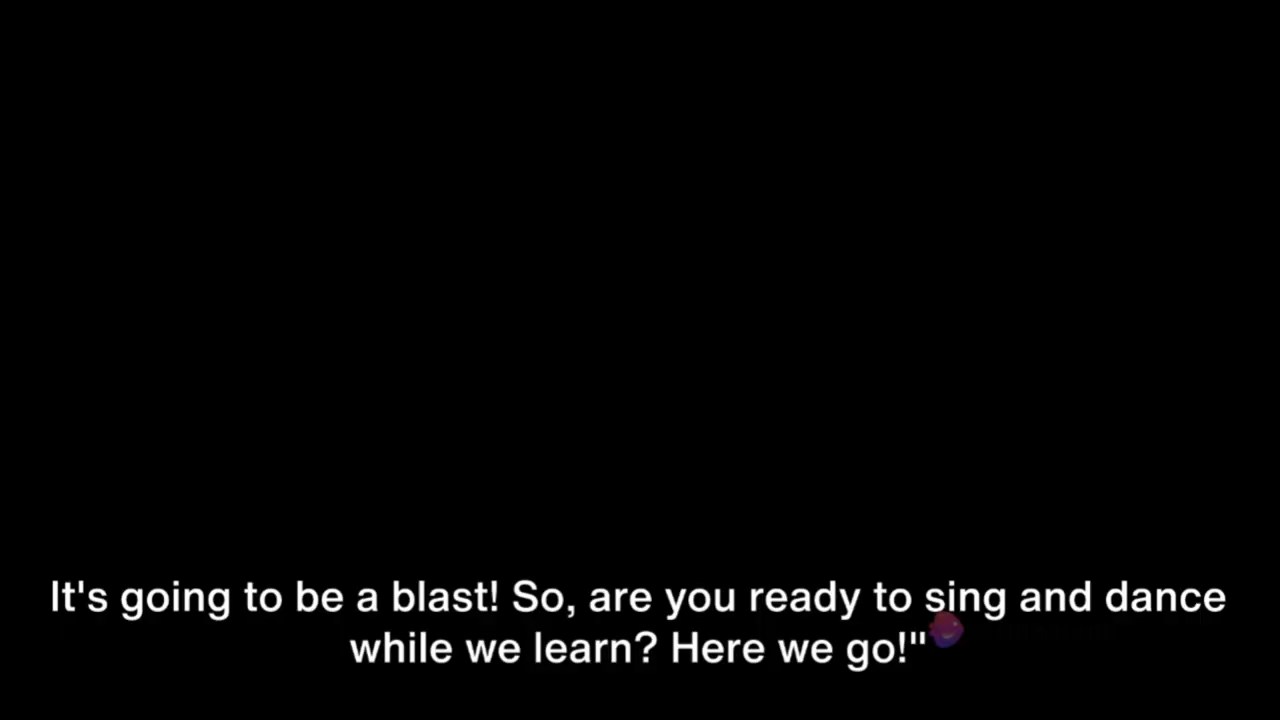 It's going to be a blast! So, are you ready to sing and dance
while we learn? Here we go!"